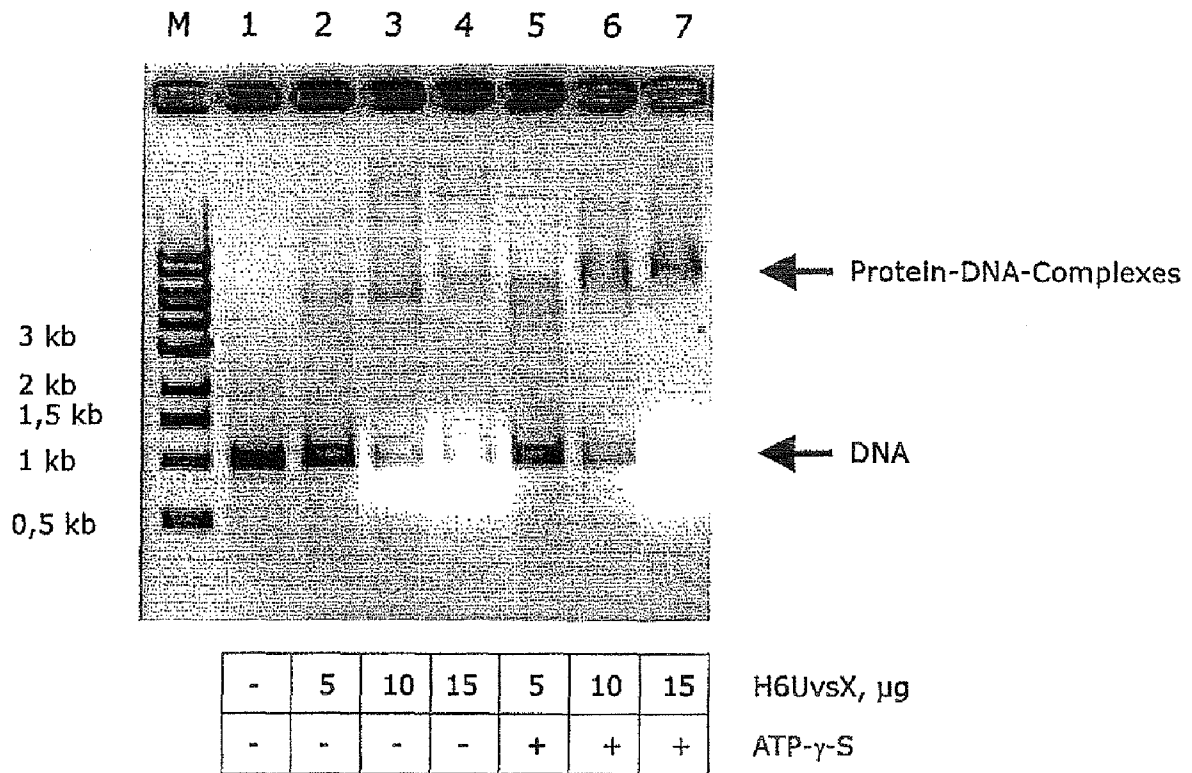 M 1 2 3 4 5 6 7
Protein-DNA-Complexes
3 kb
2 kb
1,5 kb
1 kb
DNA
0,5 kb
- 5 10 15 5 10 15 H6UvsX, µg
- - - - + + + ATP-γ-S